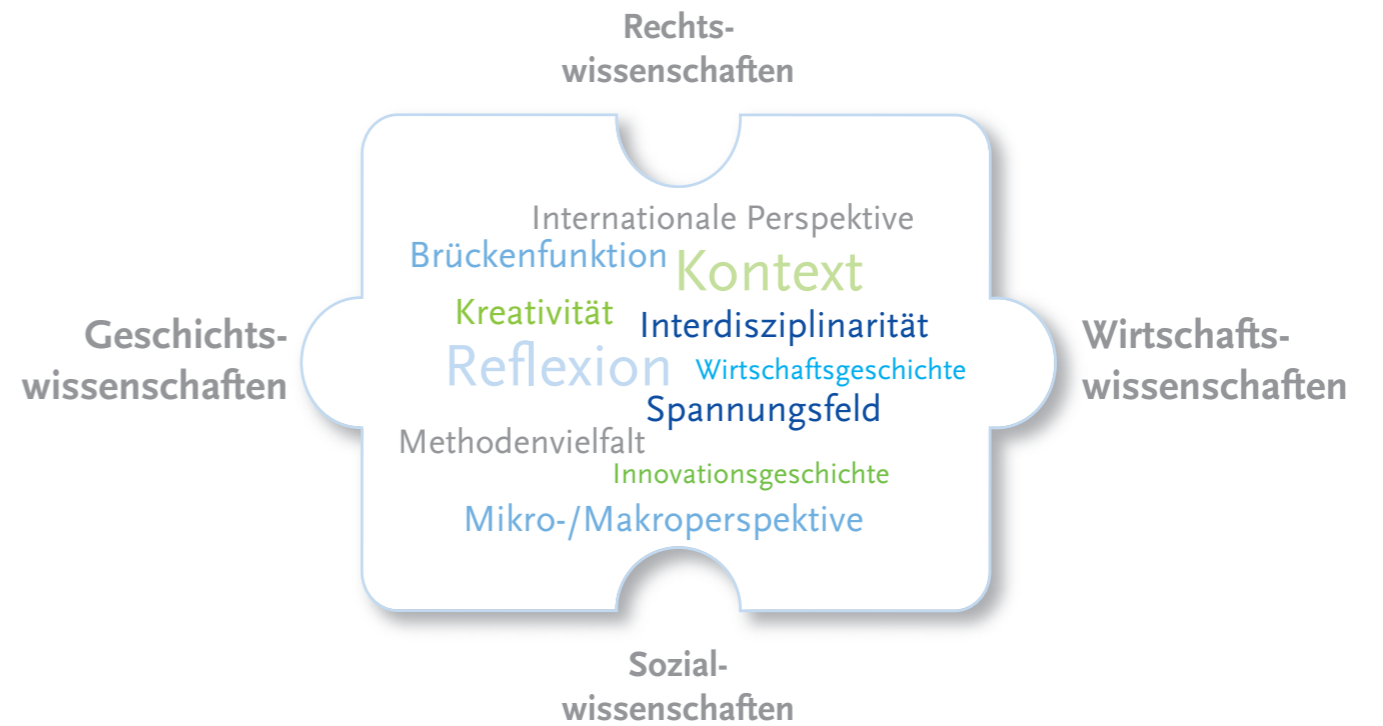 Rechts-
wissenschaften
Internationale Perspektive
Brückenfunktion
Kontext
Kreativität
Interdisziplinarität
Geschichts-
wissenschaften
Wirtschafts-
wissenschaften
Reflexion
Wirtschaftsgeschichte
Spannungsfeld
Methodenvielfalt
Innovationsgeschichte
Mikro-/Makroperspektive
Sozial-
wissenschaften